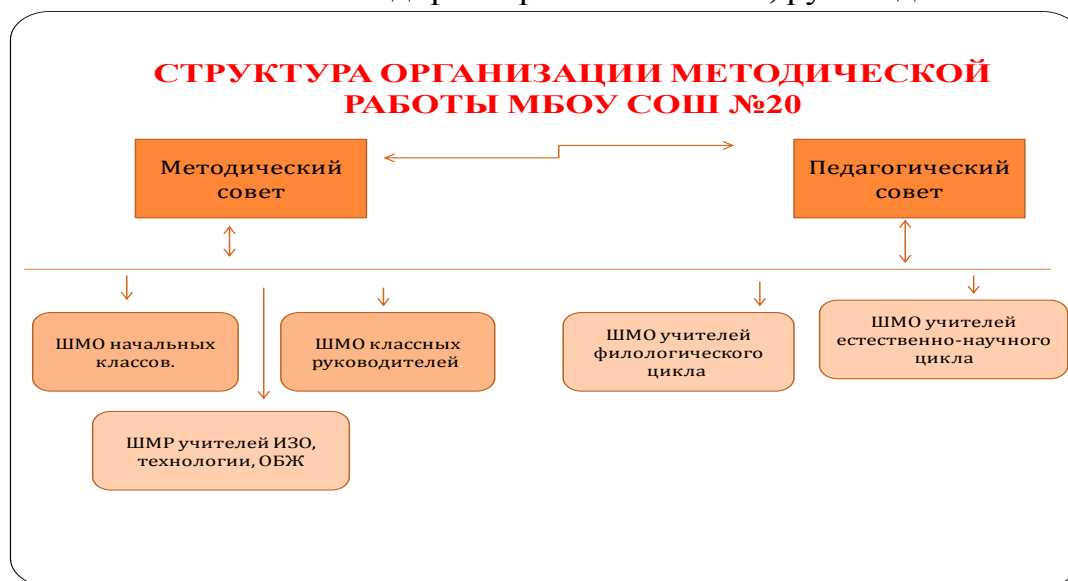 СТРУКТУРА ОРГАНИЗАЦИИ МЕТОДИЧЕСКОЙ
РАБОТЫ МБОУ СОШ №20
Методический
совет
Педагогический
совет
ШМО начальных
классов.
ШМО классных
руководителей
ШМО учителей
филологического
цикла
ШМО учителей
естественно-научного
цикла
ШМР учителей ИЗО,
технологии, ОБЖ